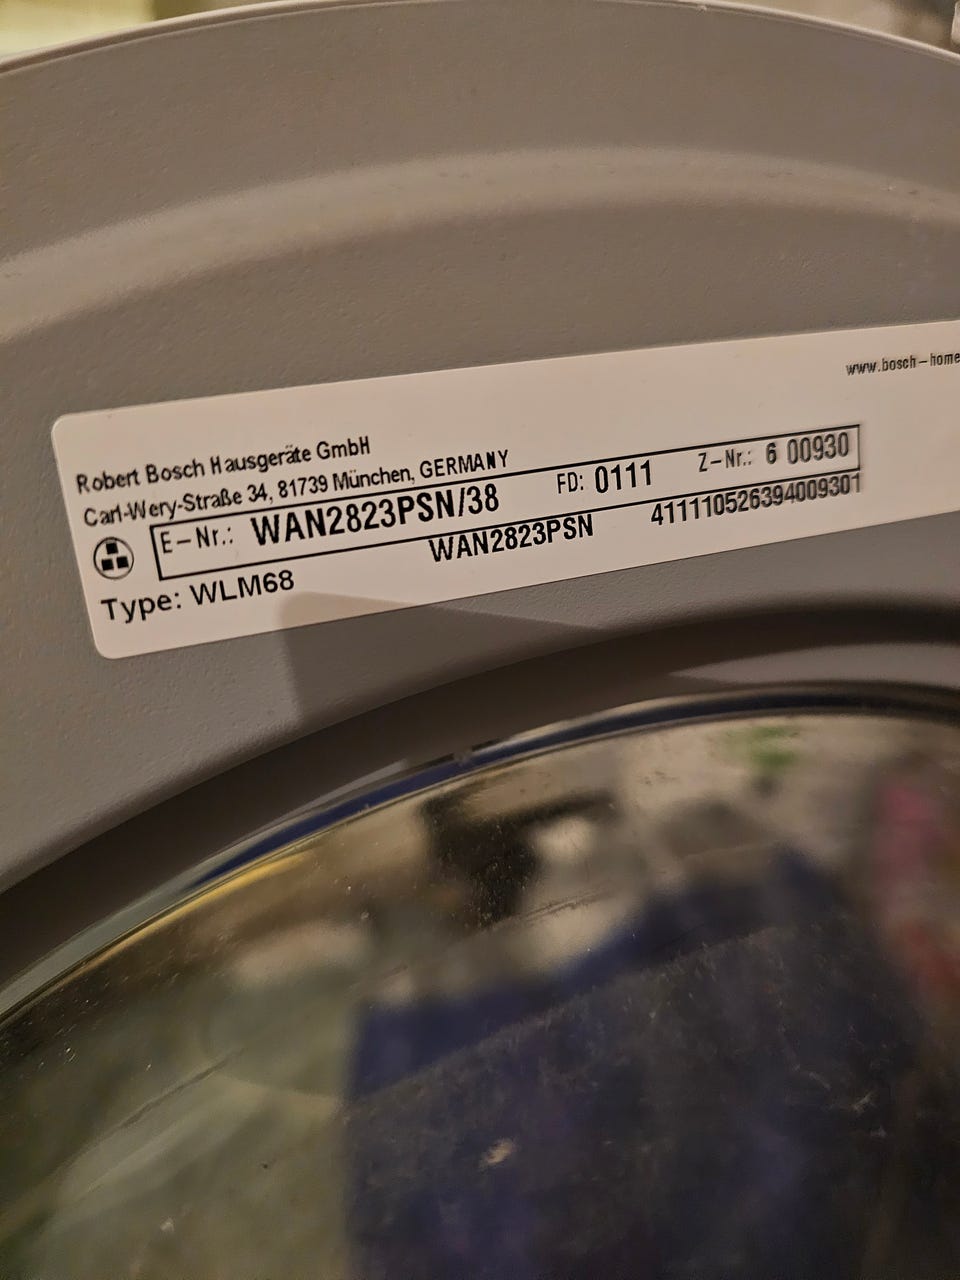 www.bosch-home
Robert Bosch Hausgeräte GmbH
Carl-Wery-Straße 34, 81739 München, GERMANY
E-Nr.: WAN2823PSN/38 FD: 0111 Z-Nr.: 6 00930
Type: WLM68 WAN2823PSN 411110526394009301